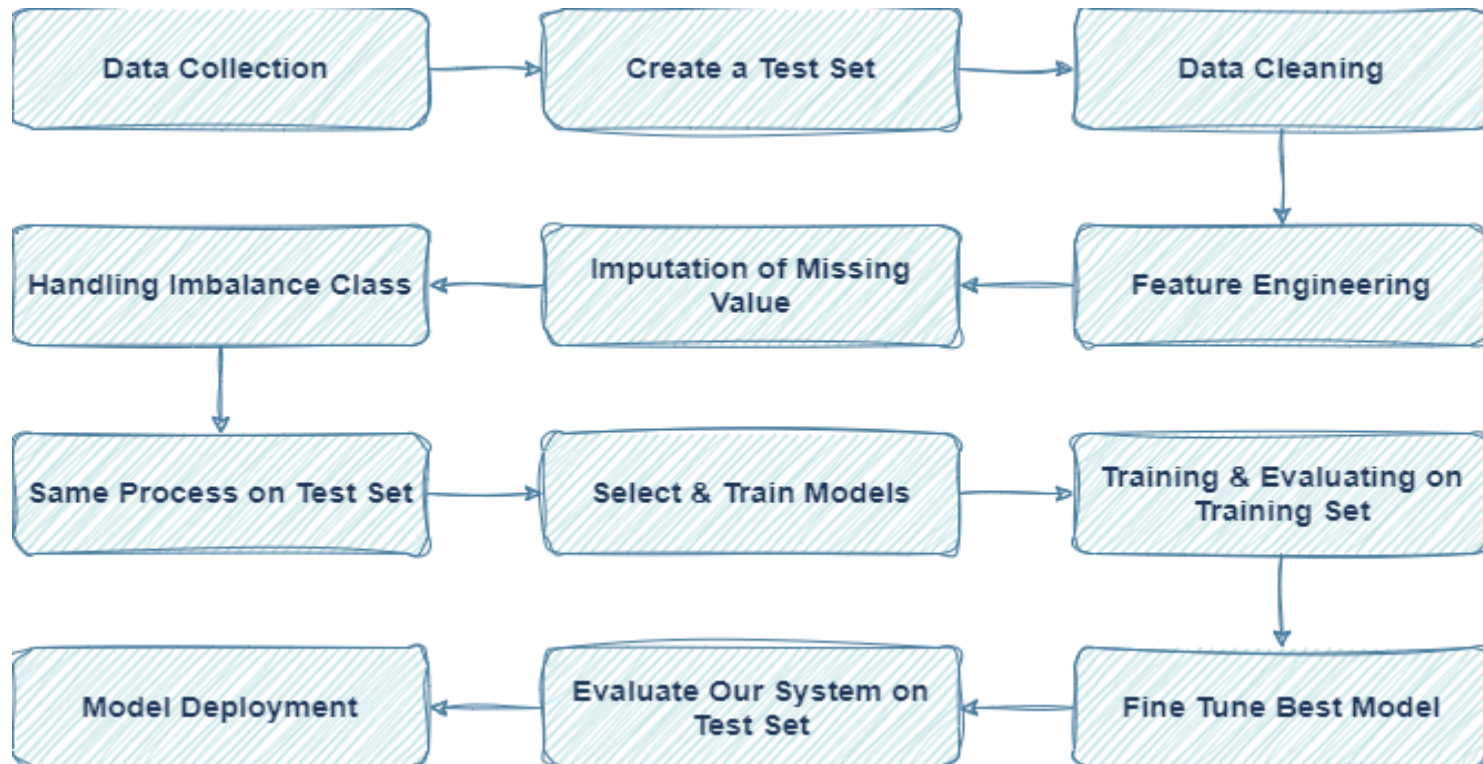 Data Collection
Create a Test Set
Data Cleaning
Handling Imbalance Class
Imputation of Missing
Value
Feature Engineering
Same Process on Test Set
Select & Train Models
Training & Evaluating on
Training Set
Model Deployment
Evaluate Our System on
Test Set
Fine Tune Best Model